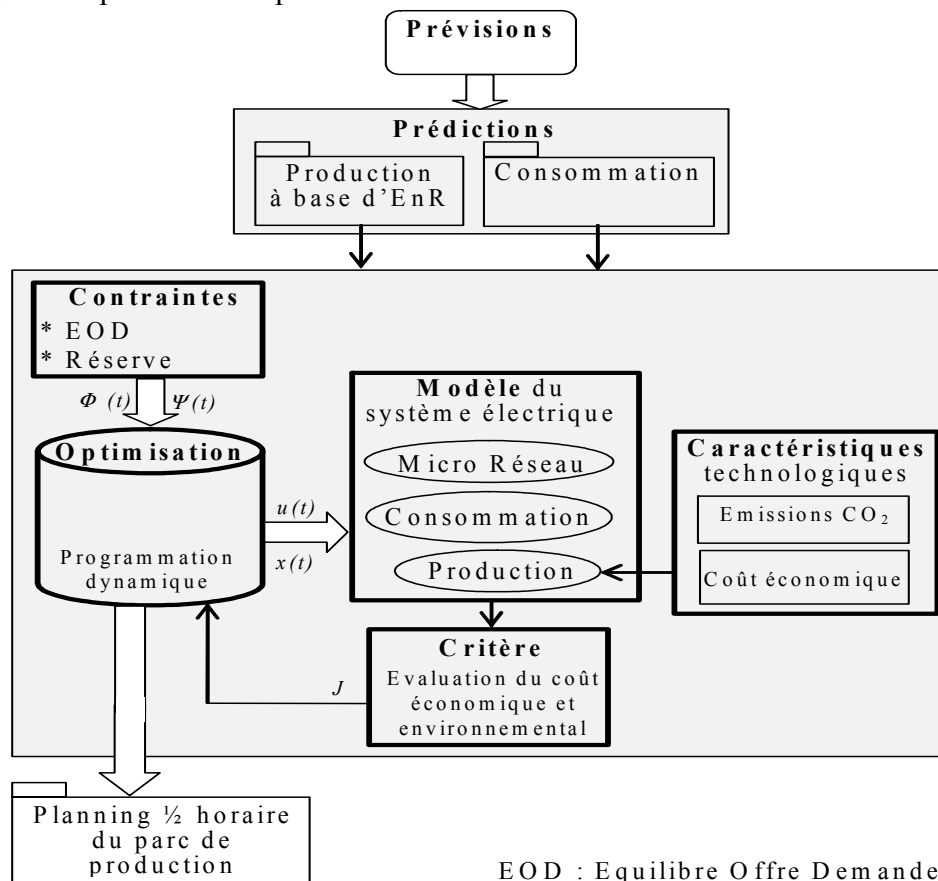 Prévisions
Prédictions
Production
à base d'EnR
Consommation
Contraintes
* EOD
* Réserve
Φ (t)
Ψ(t)
Optimisation
Programmation
dynamique
u(t)
x(t)
Modèle du
système électrique
Micro Réseau
Consommation
Production
Caractéristiques
technologiques
Emissions CO₂
Coût économique
Critère
Evaluation du coût
économique et
environnemental
J
Planning ½ horaire
du parc de
production
EOD : Equilibre Offre Demande